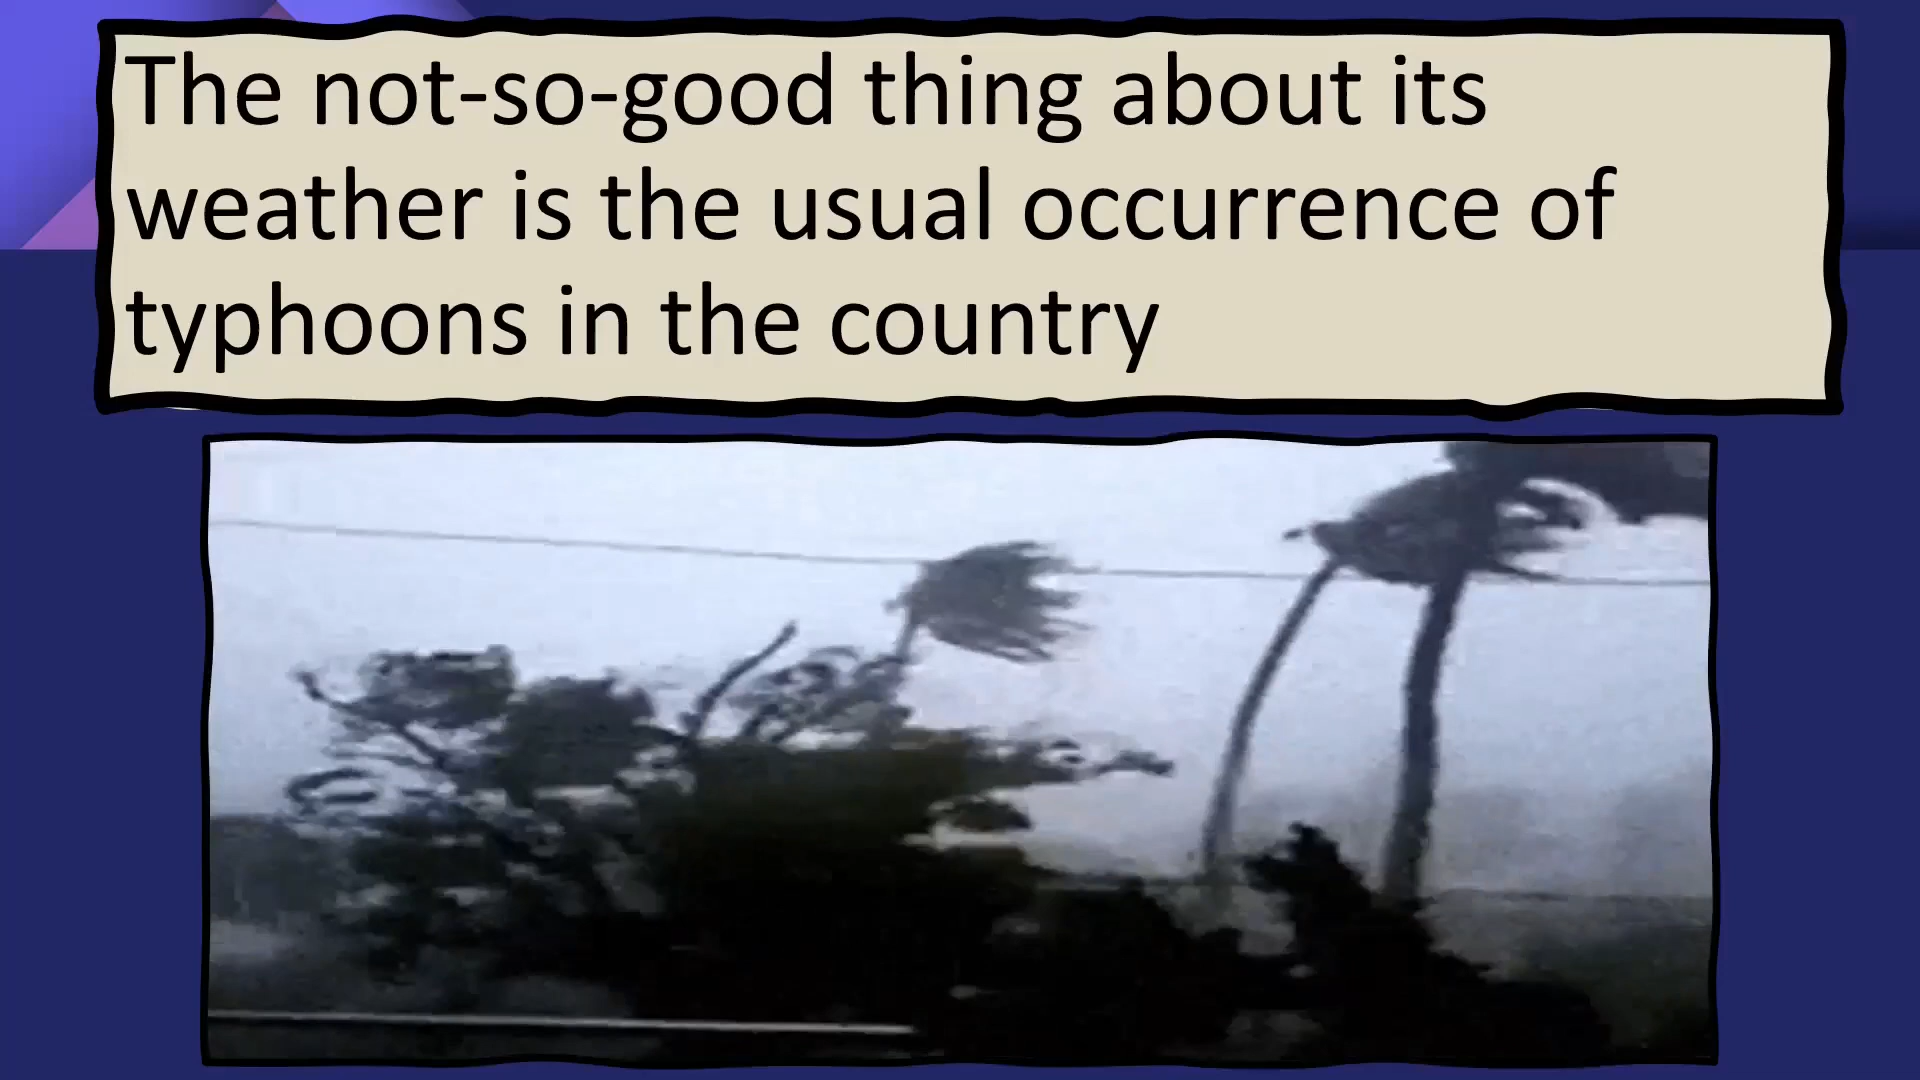 The not-so-good thing about its
weather is the usual occurrence of
typhoons in the country